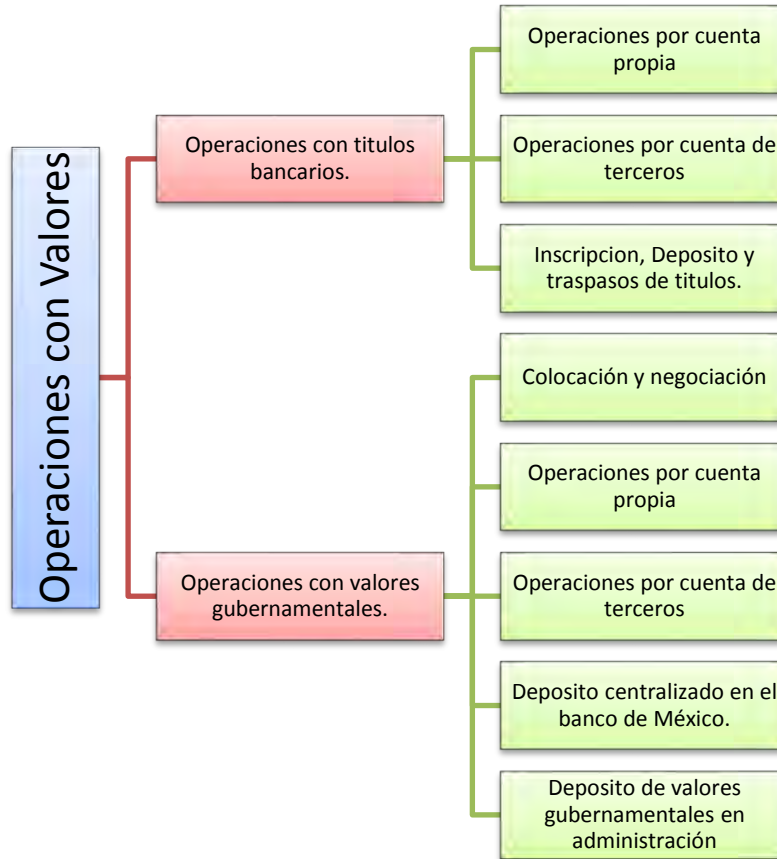 Operaciones con Valores
Operaciones con titulos
bancarios.
Operaciones por cuenta
propia
Operaciones por cuenta de
terceros
Inscripcion, Deposito y
traspasos de titulos.
Operaciones con valores
gubernamentales.
Colocación y negociación
Operaciones por cuenta
propia
Operaciones por cuenta de
terceros
Deposito centralizado en el
banco de México.
Deposito de valores
gubernamentales en
administración